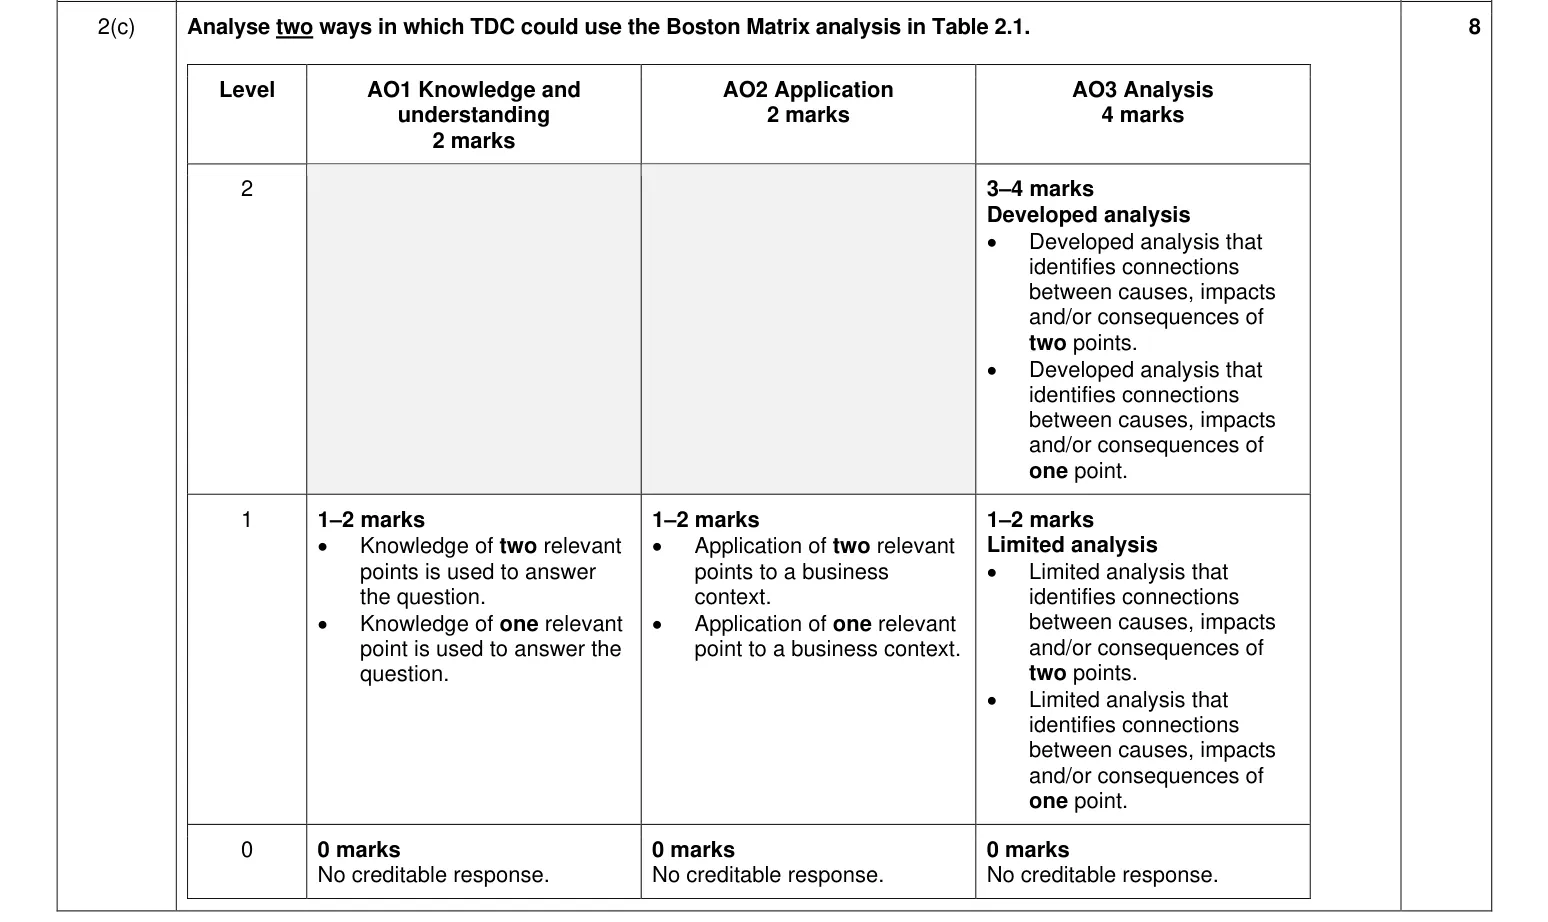 2(c)
Analyse two ways in which TDC could use the Boston Matrix analysis in Table 2.1.
8
Level
AO1 Knowledge and
understanding
2 marks
AO2 Application
2 marks
AO3 Analysis
4 marks
2
3–4 marks
Developed analysis
• Developed analysis that
identifies connections
between causes, impacts
and/or consequences of
two points.
• Developed analysis that
identifies connections
between causes, impacts
and/or consequences of
one point.
1
1–2 marks
• Knowledge of two relevant
points is used to answer
the question.
• Knowledge of one relevant
point is used to answer the
question.
1–2 marks
• Application of two relevant
points to a business
context.
• Application of one relevant
point to a business context.
1–2 marks
Limited analysis
• Limited analysis that
identifies connections
between causes, impacts
and/or consequences of
two points.
• Limited analysis that
identifies connections
between causes, impacts
and/or consequences of
one point.
0
0 marks
No creditable response.
0 marks
No creditable response.
0 marks
No creditable response.